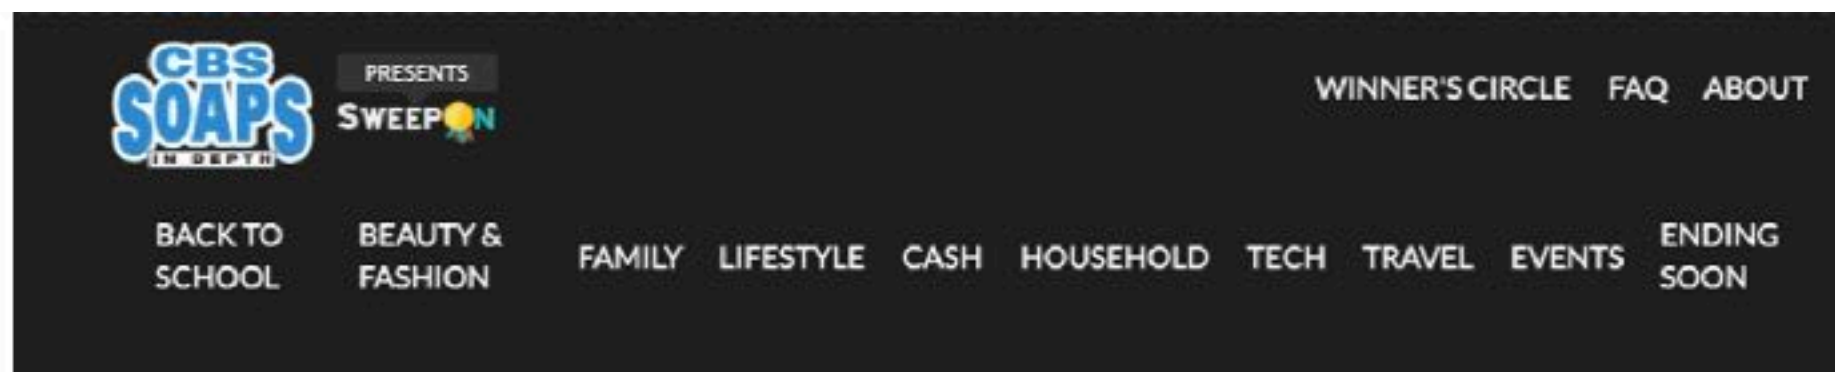 CBS
SOAPS
IN DEPTH
PRESENTS
SWEEPON
WINNER'S CIRCLE FAQ ABOUT
BACK TO
SCHOOL
BEAUTY &
FASHION
FAMILY LIFESTYLE CASH HOUSEHOLD TECH TRAVEL EVENTS
ENDING
SOON